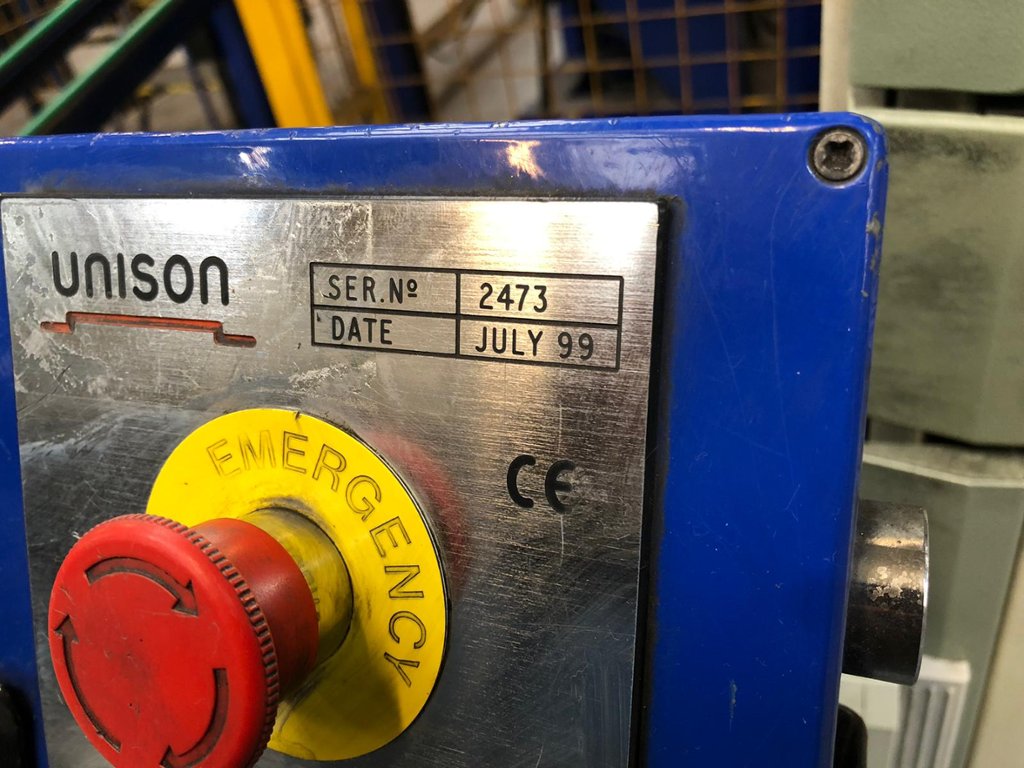 UNISON
SER.Nº 2473
DATE JULY 99
EMERGENCY
CE